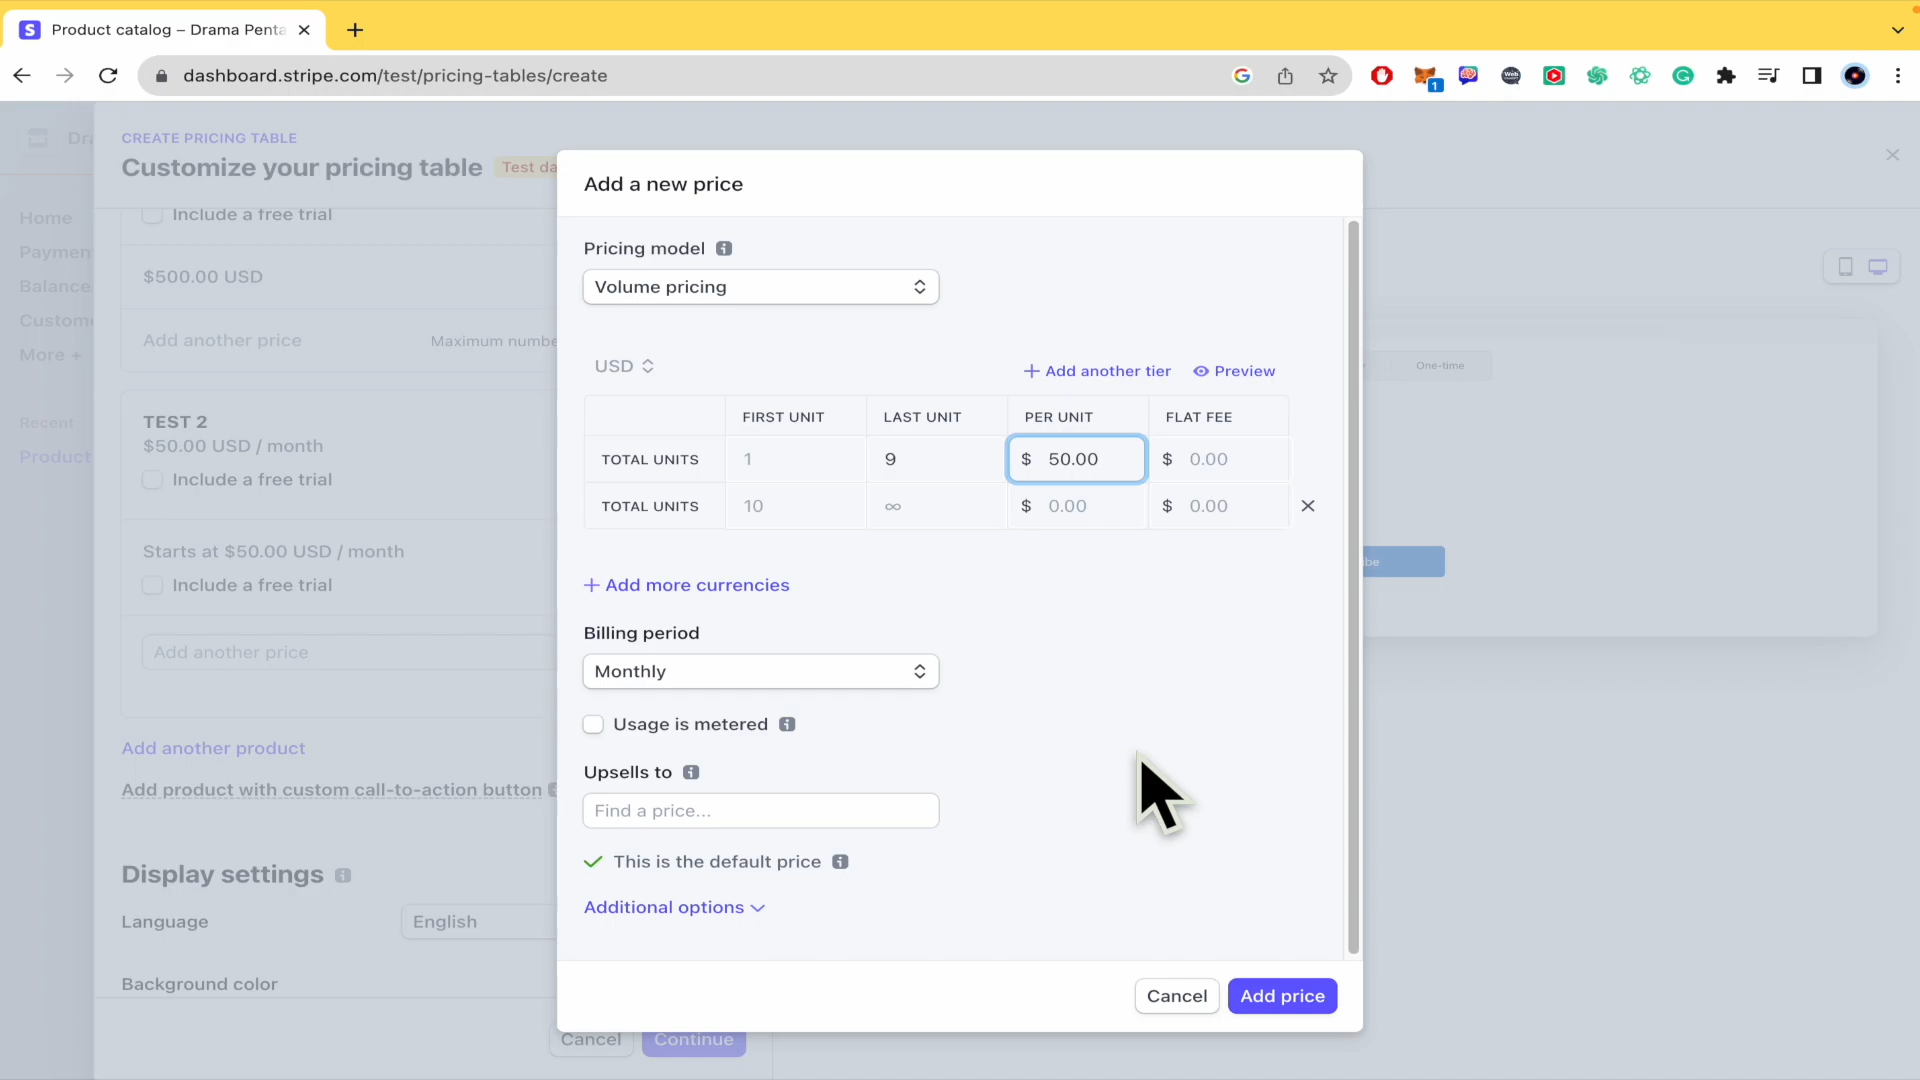 Product catalog – Drama Penta
dashboard.stripe.com/test/pricing-tables/create
CREATE PRICING TABLE
Customize your pricing table
Home
Balance
More +
Recent
Product
Include a free trial
$500.00 USD
Add another price
TEST 2
$50.00 USD / month
Include a free trial
Starts at $50.00 USD / month
Include a free trial
Add another price
Add another product
Add product with custom call-to-action button
Display settings
Language English
Background color
Cancel Continue
Add a new price
Pricing model
Volume pricing
USD
Add another tier Preview
FIRST UNIT LAST UNIT PER UNIT FLAT FEE
TOTAL UNITS 1 9 $ 50.00 $ 0.00
TOTAL UNITS 10 ∞ $ 0.00 $ 0.00
+ Add more currencies
Billing period
Monthly
Usage is metered
Upsells to
Find a price...
This is the default price
Additional options
Cancel Add price
One-time